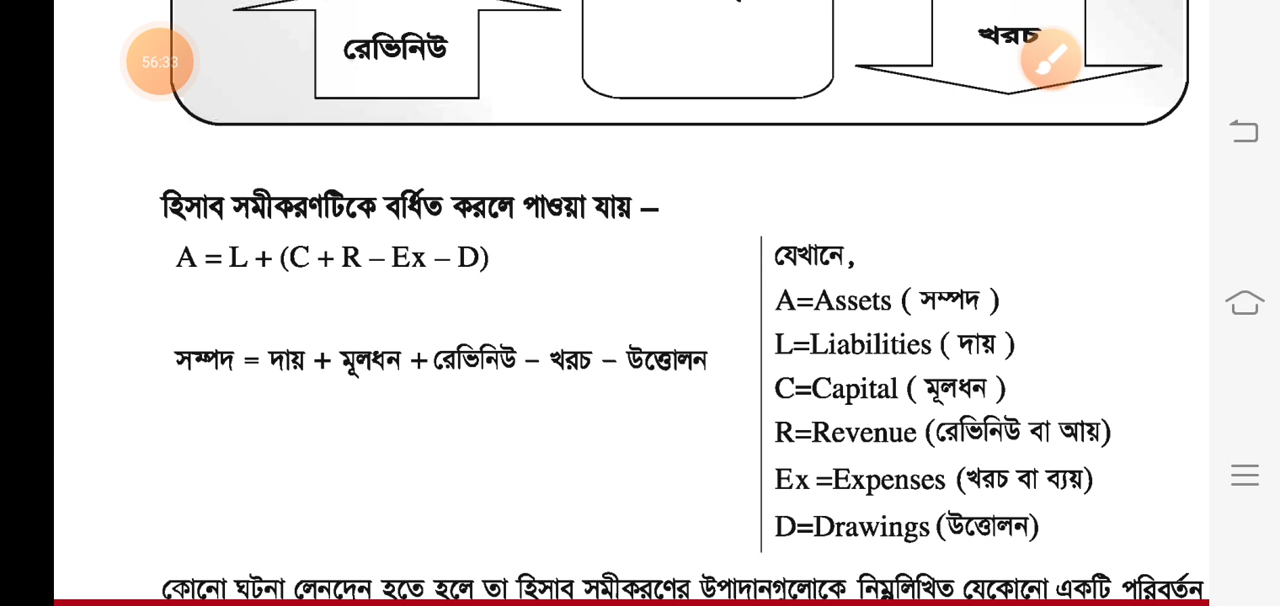 রেভিনিউ
খরচ
56:33
হিসাব সমীকরণটিকে বর্ধিত করলে পাওয়া যায় –
A = L + (C + R – Ex – D)
সম্পদ = দায় + মূলধন + রেভিনিউ – খরচ – উত্তোলন
যেখানে,
A=Assets ( সম্পদ )
L=Liabilities ( দায় )
C=Capital ( মূলধন )
R=Revenue (রেভিনিউ বা আয়)
Ex =Expenses (খরচ বা ব্যয়)
D=Drawings (উত্তোলন)
কোনো ঘটনা লেনদেন হতে হলে তা হিসাব সমীকরণের উপাদানগুলোকে নিম্নলিখিত যেকোনো একটি পরিবর্তন